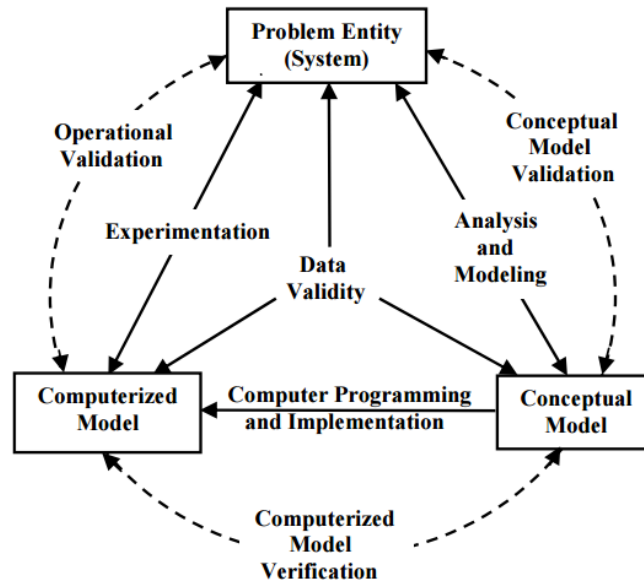 Problem Entity
(System)
Operational
Validation
Conceptual
Model
Validation
Experimentation
Analysis
and
Modeling
Data
Validity
Computerized
Model
Computer Programming
and Implementation
Conceptual
Model
Computerized
Model
Verification